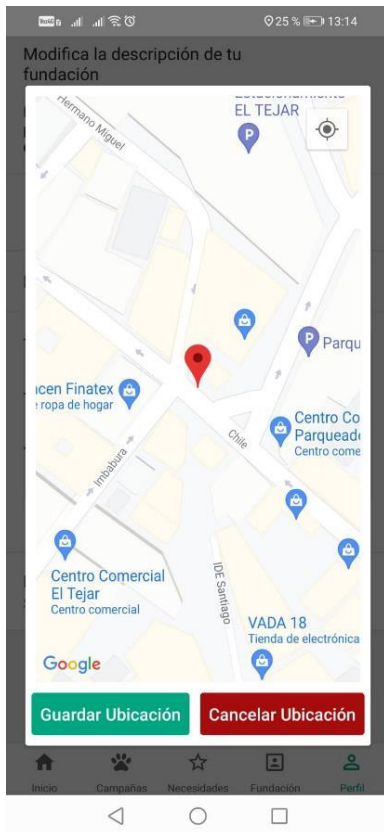 25 % 13:14
Modifica la descripción de tu
fundación
EL TEJAR
P
Hermano Miguel
P Parqu
cen Finatex
e ropa de hogar
Centro Co
Parquead
Centro come
Chile
Imbabura
Centro Comercial
El Tejar
Centro comercial
IDE Santiago
VADA 18
Tienda de electrónica
Google
Guardar Ubicación Cancelar Ubicación
Inicio Campañas Necesidades Fundación Perfil